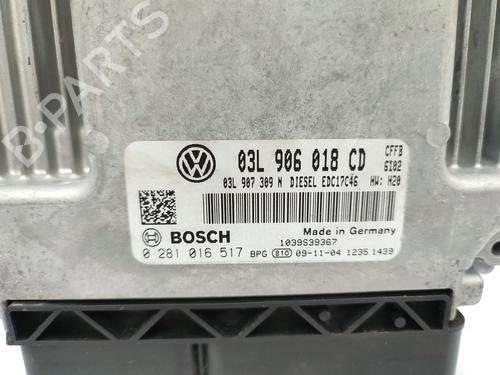 B-PARTS
03L 906 018 CD CFFB
6102
03L 907 309 N DIESEL EDC17C46 HW: H20
Made in Germany
BOSCH 1039S39367
0 281 016 517 BPG 810 09-11-04 1235 1439